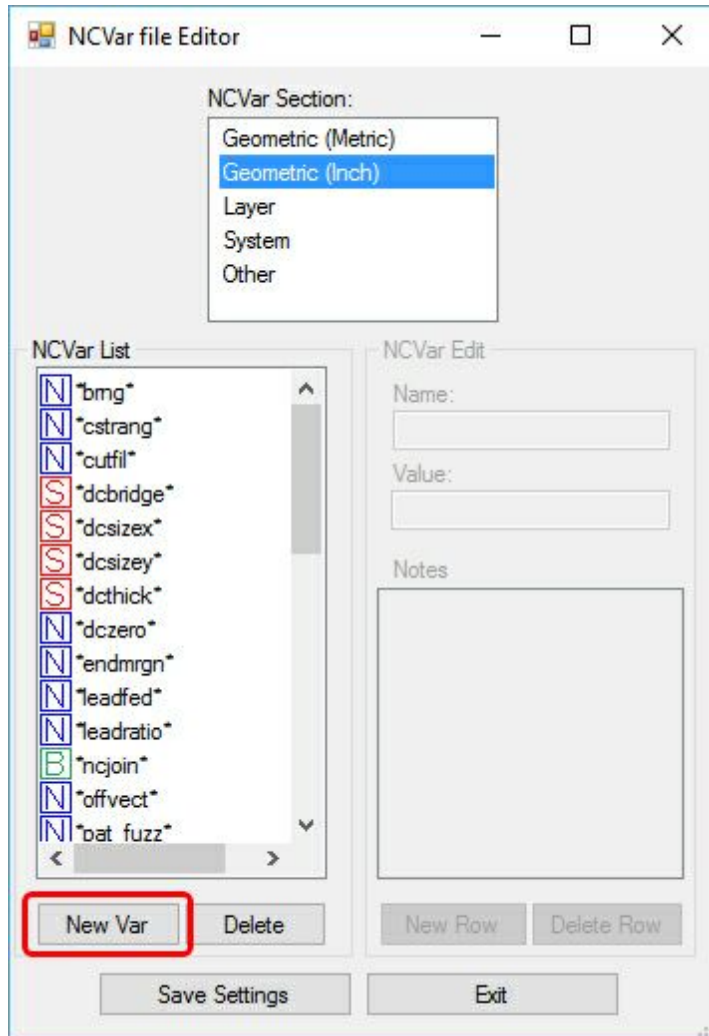 NCVar file Editor
NCVar Section:
Geometric (Metric)
Geometric (Inch)
Layer
System
Other
NCVar List
N *brng*
N *cstrang*
N *cutfil*
S *dcbridge*
S *dcsizex*
S *dcsizey*
S *dcthick*
N *dczero*
N *endmrgn*
N *leadfed*
N *leadratio*
B *ncjoin*
N *offvect*
N *pat_fuzz*
New Var
Delete
NCVar Edit
Name:
Value:
Notes
New Row
Delete Row
Save Settings
Exit